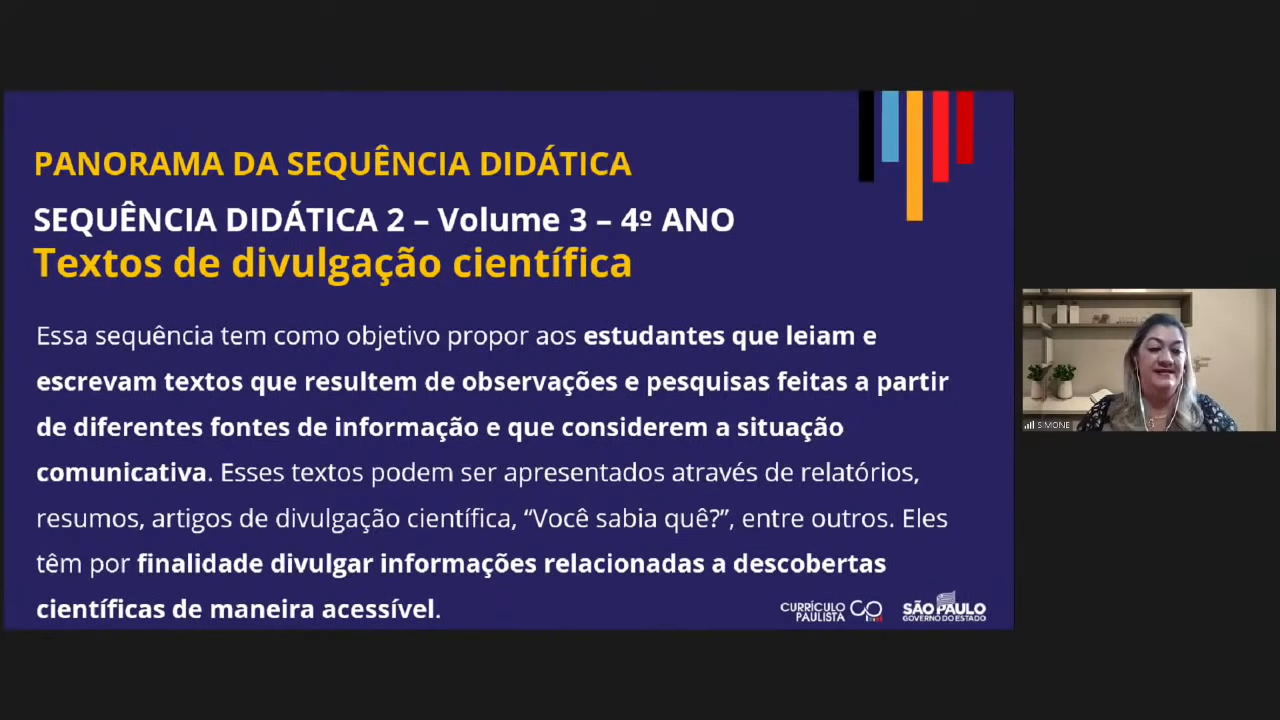 PANORAMA DA SEQUÊNCIA DIDÁTICA
SEQUÊNCIA DIDÁTICA 2 – Volume 3 – 4º ANO
Textos de divulgação científica
Essa sequência tem como objetivo propor aos estudantes que leiam e
escrevam textos que resultem de observações e pesquisas feitas a partir
de diferentes fontes de informação e que considerem a situação
comunicativa. Esses textos podem ser apresentados através de relatórios,
resumos, artigos de divulgação científica, “Você sabia quê?”, entre outros. Eles
têm por finalidade divulgar informações relacionadas a descobertas
científicas de maneira acessível.
CURRÍCULO
PAULISTA
SÃO PAULO
GOVERNO DO ESTADO
SIMONE